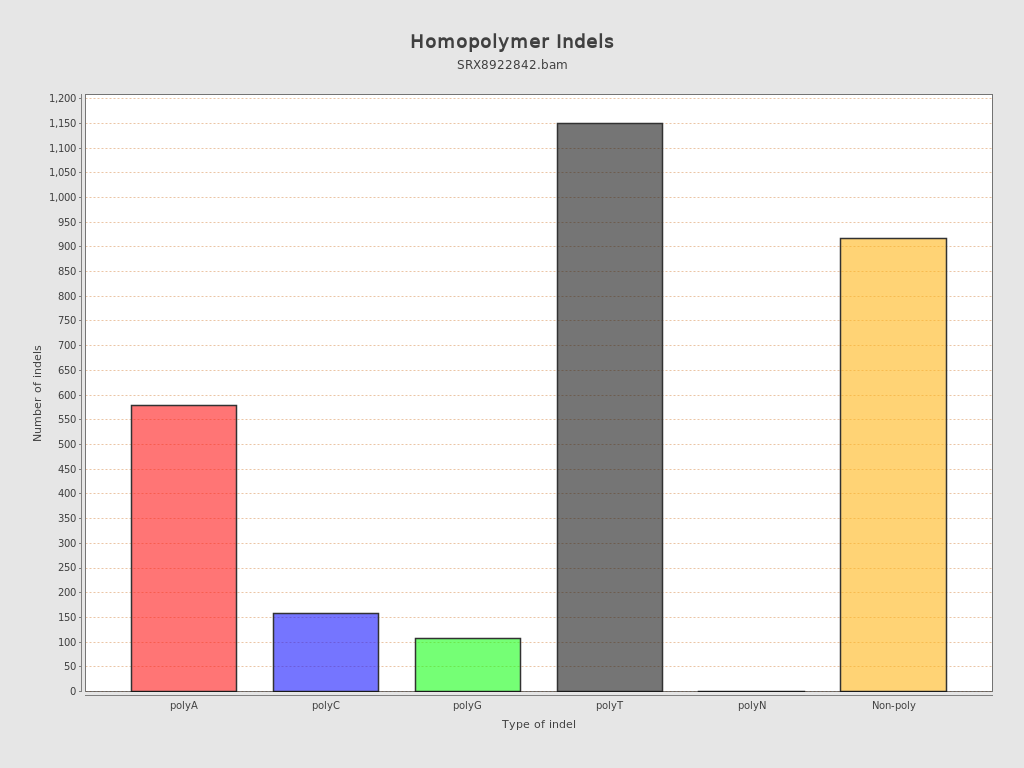 Homopolymer Indels
SRX8922842.bam
1,200
1,150
1,100
1,050
1,000
950
900
850
800
750
700
650
600
550
500
450
400
350
300
250
200
150
100
50
0
Number of indels
polyA
polyC
polyG
polyT
polyN
Non-poly
Type of indel